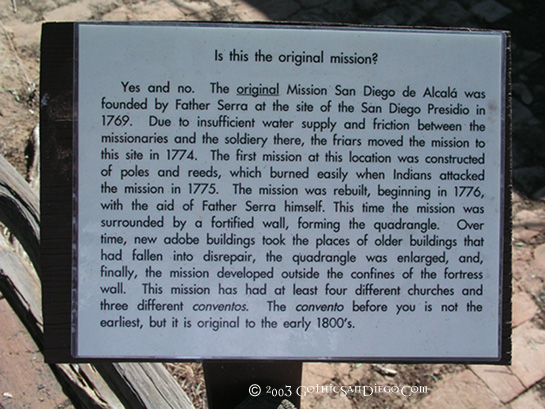 Is this the original mission?
Yes and no. The original Mission San Diego de Alcalá was
founded by Father Serra at the site of the San Diego Presidio in
1769. Due to insufficient water supply and friction between the
missionaries and the soldiery there, the friars moved the mission to
this site in 1774. The first mission at this location was constructed
of poles and reeds, which burned easily when Indians attacked
the mission in 1775. The mission was rebuilt, beginning in 1776,
with the aid of Father Serra himself. This time the mission was
surrounded by a fortified wall, forming the quadrangle. Over
time, new adobe buildings took the places of older buildings that
had fallen into disrepair, the quadrangle was enlarged, and,
finally, the mission developed outside the confines of the fortress
wall. This mission has had at least four different churches and
three different conventos. The convento before you is not the
earliest, but it is original to the early 1800's.
© 2003 GothicSanDiego.com